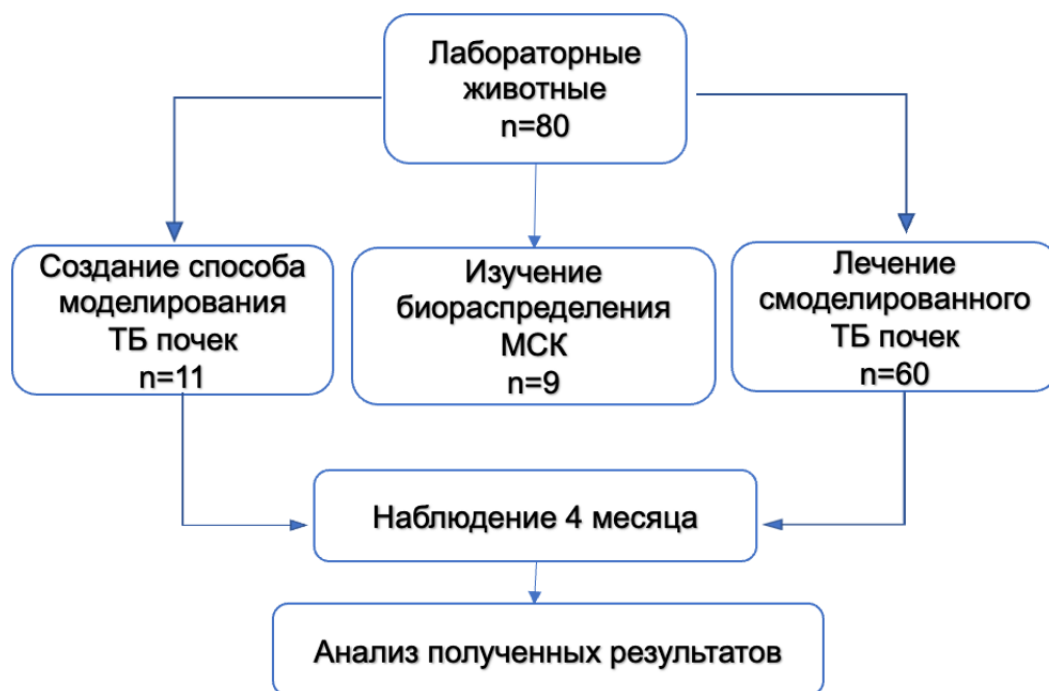 Лабораторные
животные
n=80
Создание способа
моделирования
ТБ почек
n=11
Изучение
биораспределения
МСК
n=9
Лечение
смоделированного
ТБ почек
n=60
Наблюдение 4 месяца
Анализ полученных результатов